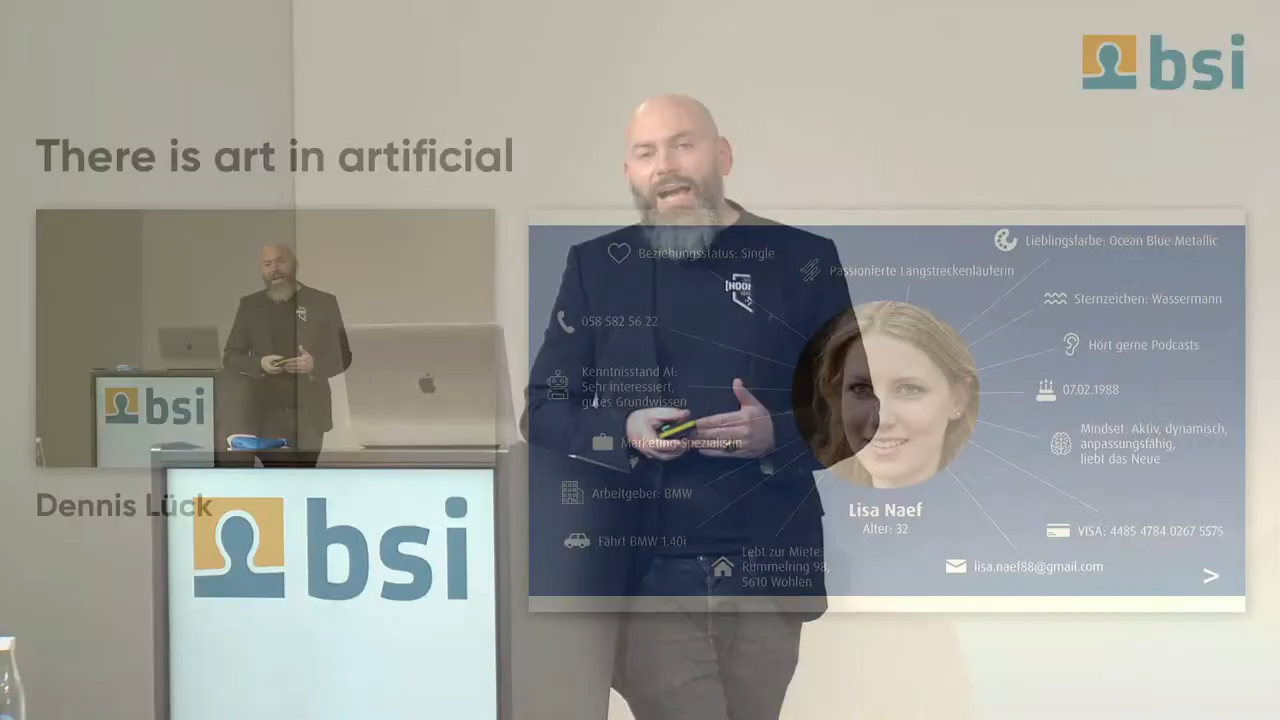 bsi
There is art in artificial
bsi
Dennis Lück
bsi
[HOOK
Beziehungsstatus: Single
Passionierte Langstreckenläuferin
Lieblingsfarbe: Ocean Blue Metallic
058 582 56 22
Sternzeichen: Wassermann
Hört gerne Podcasts
Kenntnisstand AI:
Sehr interessiert,
gutes Grundwissen
07.02.1988
Marketing-Spezialistin
Mindset: Aktiv, dynamisch,
anpassungsfähig,
liebt das Neue
Arbeitgeber: BMW
Lisa Naef
Alter: 32
Fährt BMW 1.40i
VISA: 4485 4784 0267 5575
Lebt zur Miete:
Rummelring 98,
5610 Wohlen
lisa.naef88@gmail.com
>